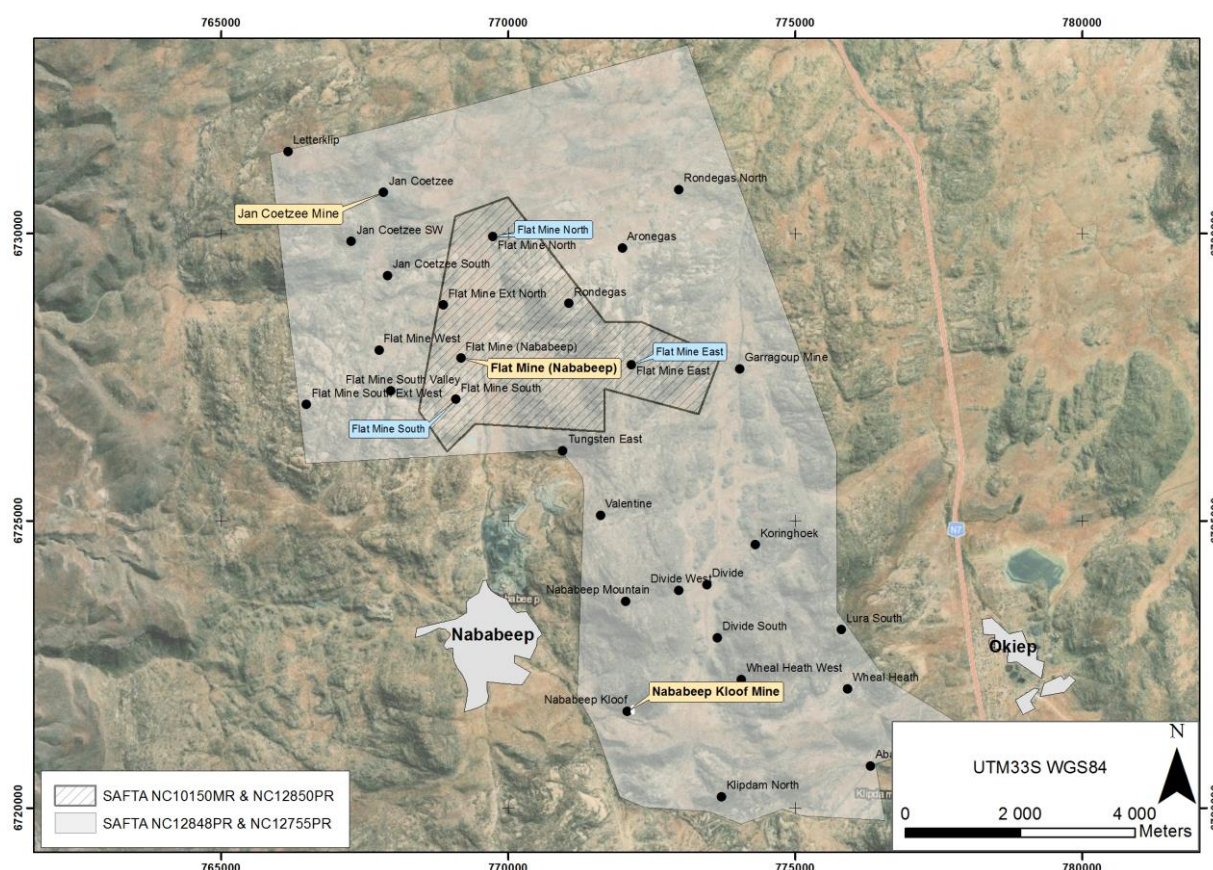 765000
770000
775000
780000
Letterklip
Jan Coetzee
Jan Coetzee Mine
Rondegas North
6730000
6730000
Flat Mine North
Jan Coetzee SW
Flat Mine North
Aronegas
Jan Coetzee South
Flat Mine Ext North
Rondegas
Flat Mine West
Flat Mine (Nababeep)
Flat Mine East
Flat Mine (Nababeep)
Flat Mine East
Garragoup Mine
Flat Mine South Valley
Flat Mine South Ext West
Flat Mine South
Flat Mine South
Tungsten East
Valentine
6725000
6725000
N7
Koringhoek
Divide West
Divide
Nababeep Mountain
Nababeep
Divide South
Lura South
Okiep
Wheal Heath West
Wheal Heath
Nababeep Kloof
Nababeep Kloof Mine
Aba
Klipdam North
Klipdam
6720000
6720000
SAFTA NC10150MR & NC12850PR
SAFTA NC12848PR & NC12755PR
UTM33S WGS84
N
0 2 000 4 000
Meters
765000
770000
775000
780000